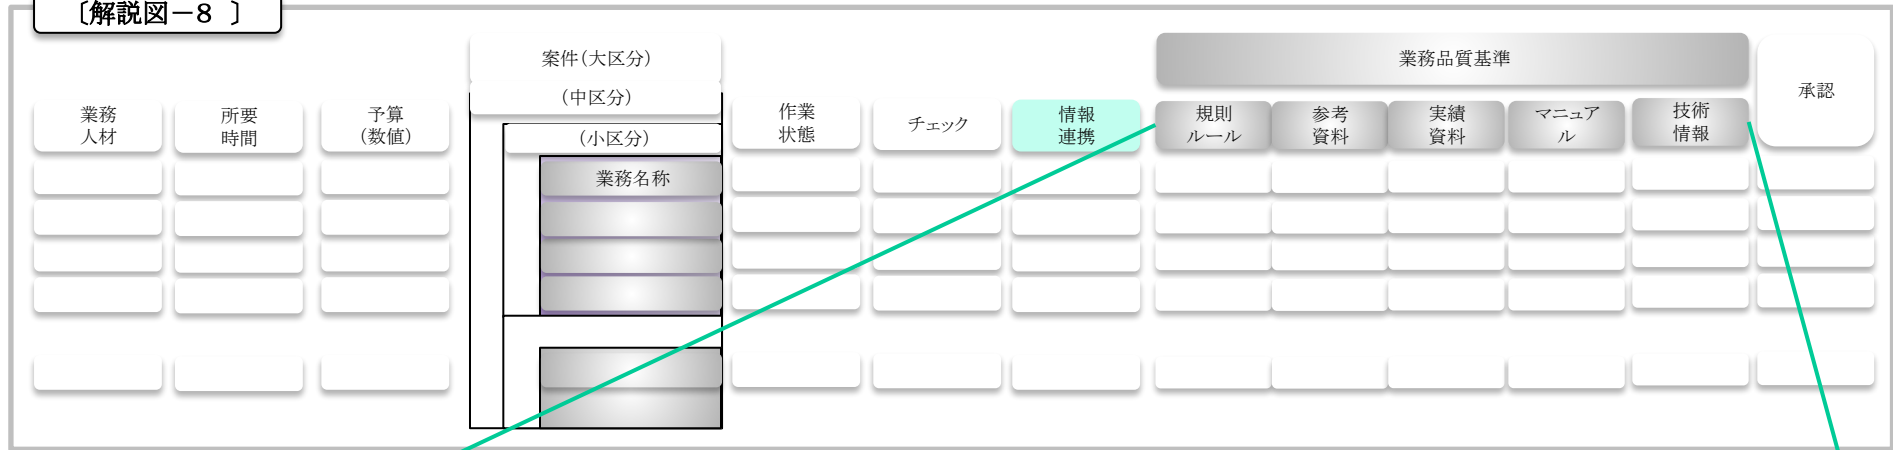 〔解説図－８ 〕
案件（大区分）
（中区分）
（小区分）
業務名称
業務
人材
所要
時間
予算
（数値）
作業
状態
チェック
情報
連携
業務品質基準
規則
ルール
参考
資料
実績
資料
マニュア
ル
技術
情報
承認